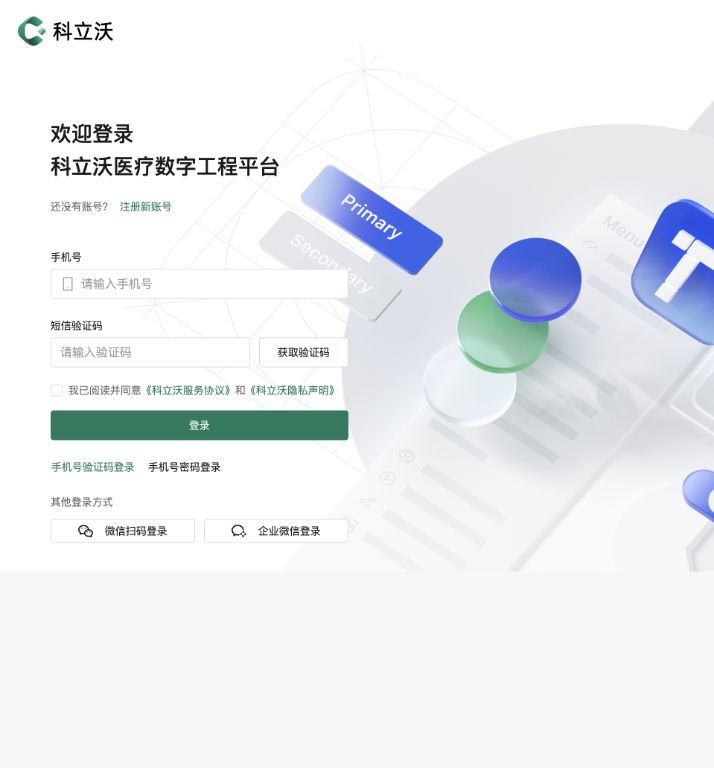 科立沃
欢迎登录
科立沃医疗数字工程平台
还没有账号？ 注册新账号
手机号
请输入手机号
短信验证码
请输入验证码 获取验证码
我已阅读并同意《科立沃服务协议》和《科立沃隐私声明》
登录
手机号验证码登录 手机号密码登录
其他登录方式
微信扫码登录 企业微信登录
Primary
Secondary
Menu
T